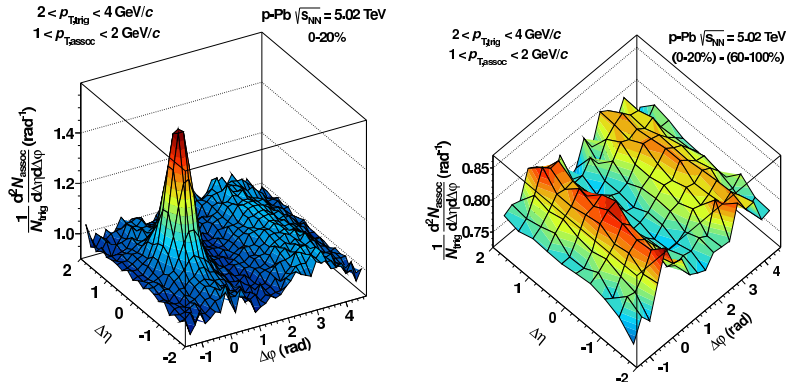 2 < p_T,trig < 4 GeV/c
1 < p_T,assoc < 2 GeV/c
p-Pb √s_NN = 5.02 TeV
0-20%
1/N_trig d²N_assoc/dΔηdΔφ (rad⁻¹)
1.4
1.2
1.0
2
1
0
-1
-2
Δη
-1
0
1
2
3
4
Δφ (rad)
2 < p_T,trig < 4 GeV/c
1 < p_T,assoc < 2 GeV/c
p-Pb √s_NN = 5.02 TeV
(0-20%) - (60-100%)
1/N_trig d²N_assoc/dΔηdΔφ (rad⁻¹)
0.85
0.80
0.75
2
1
0
-1
-2
Δη
-1
0
1
2
3
4
Δφ (rad)